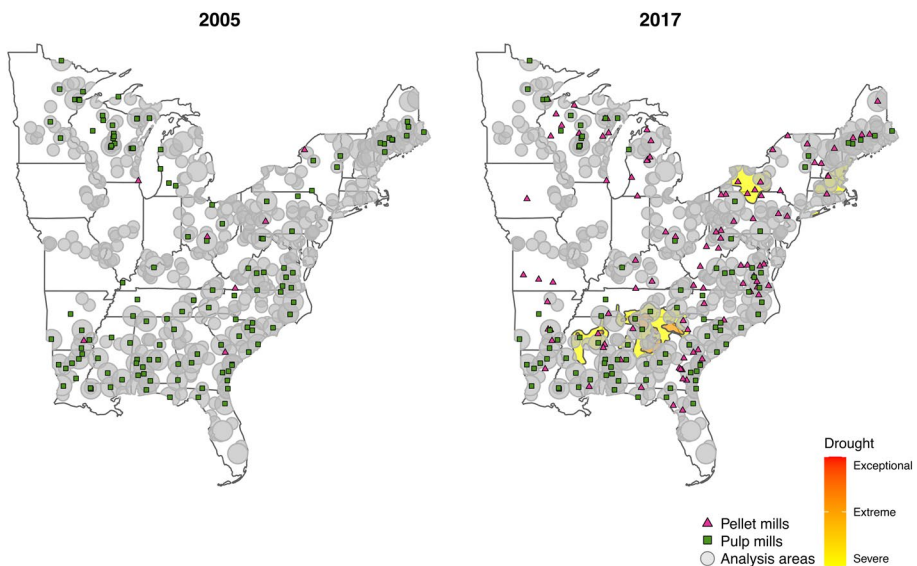 2005
2017
Drought
Exceptional
Extreme
Severe
Pellet mills
Pulp mills
Analysis areas